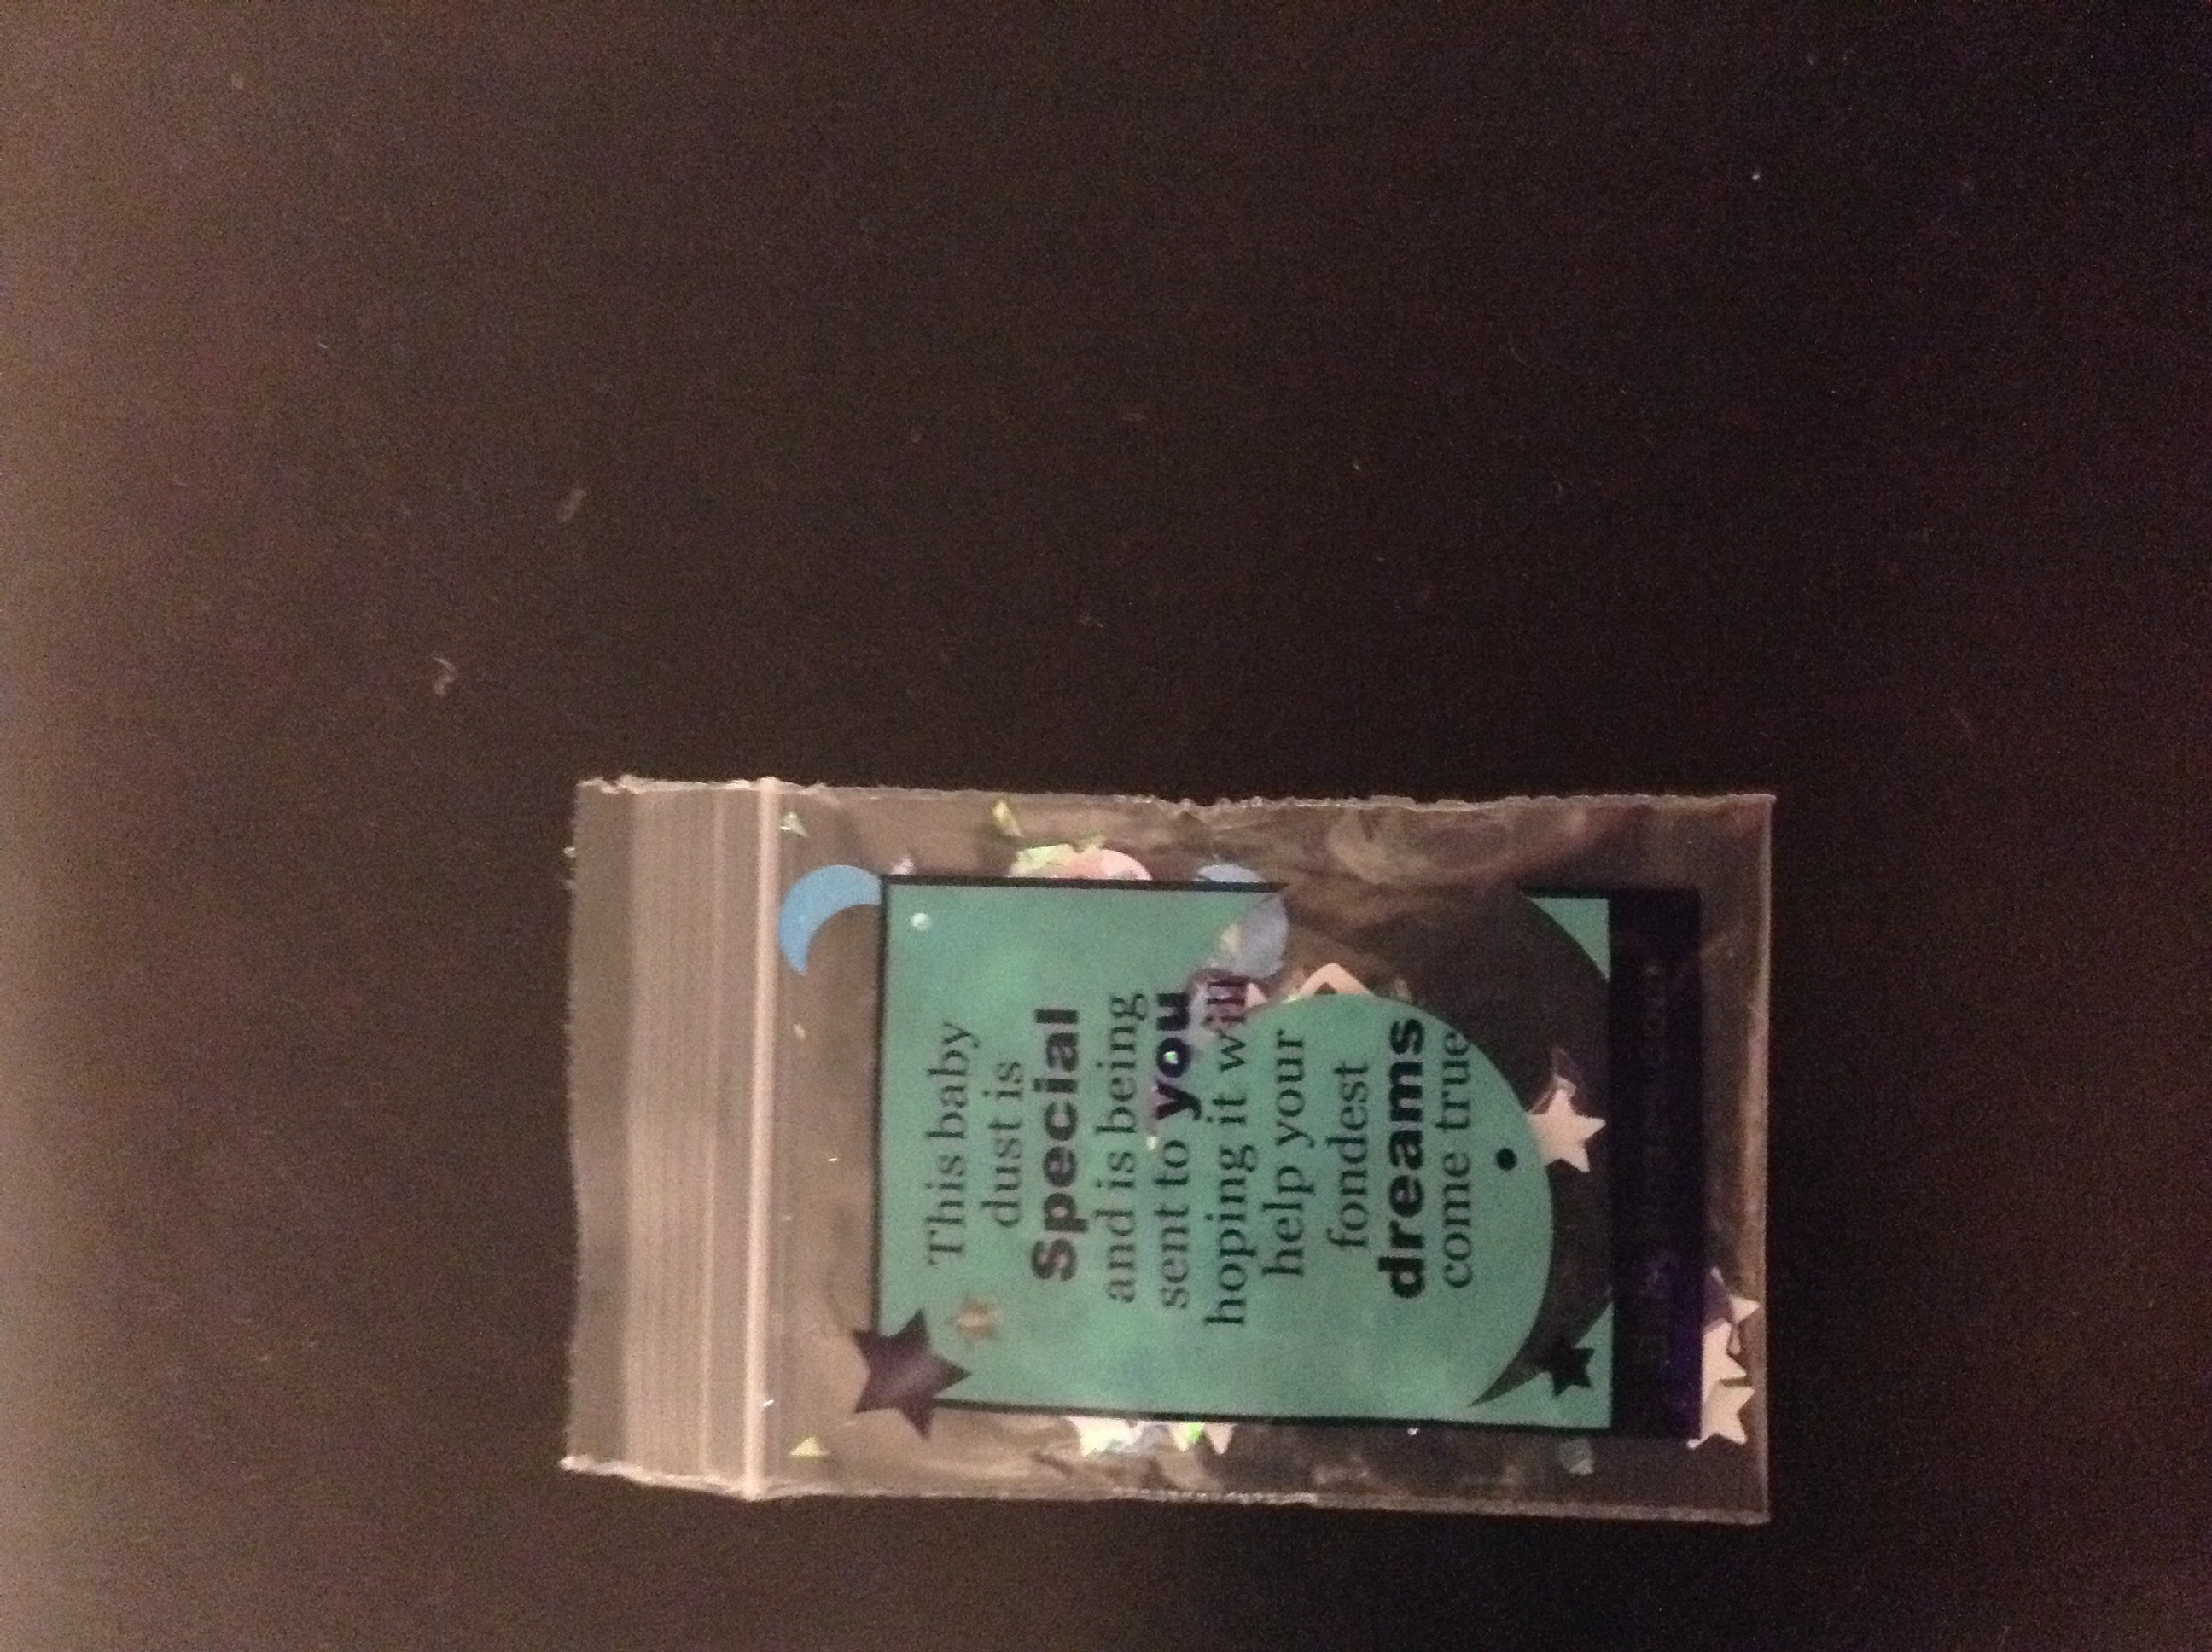 This baby
dust is
Special
and is being
sent to you
hoping it will
help your
fondest
dreams
come true